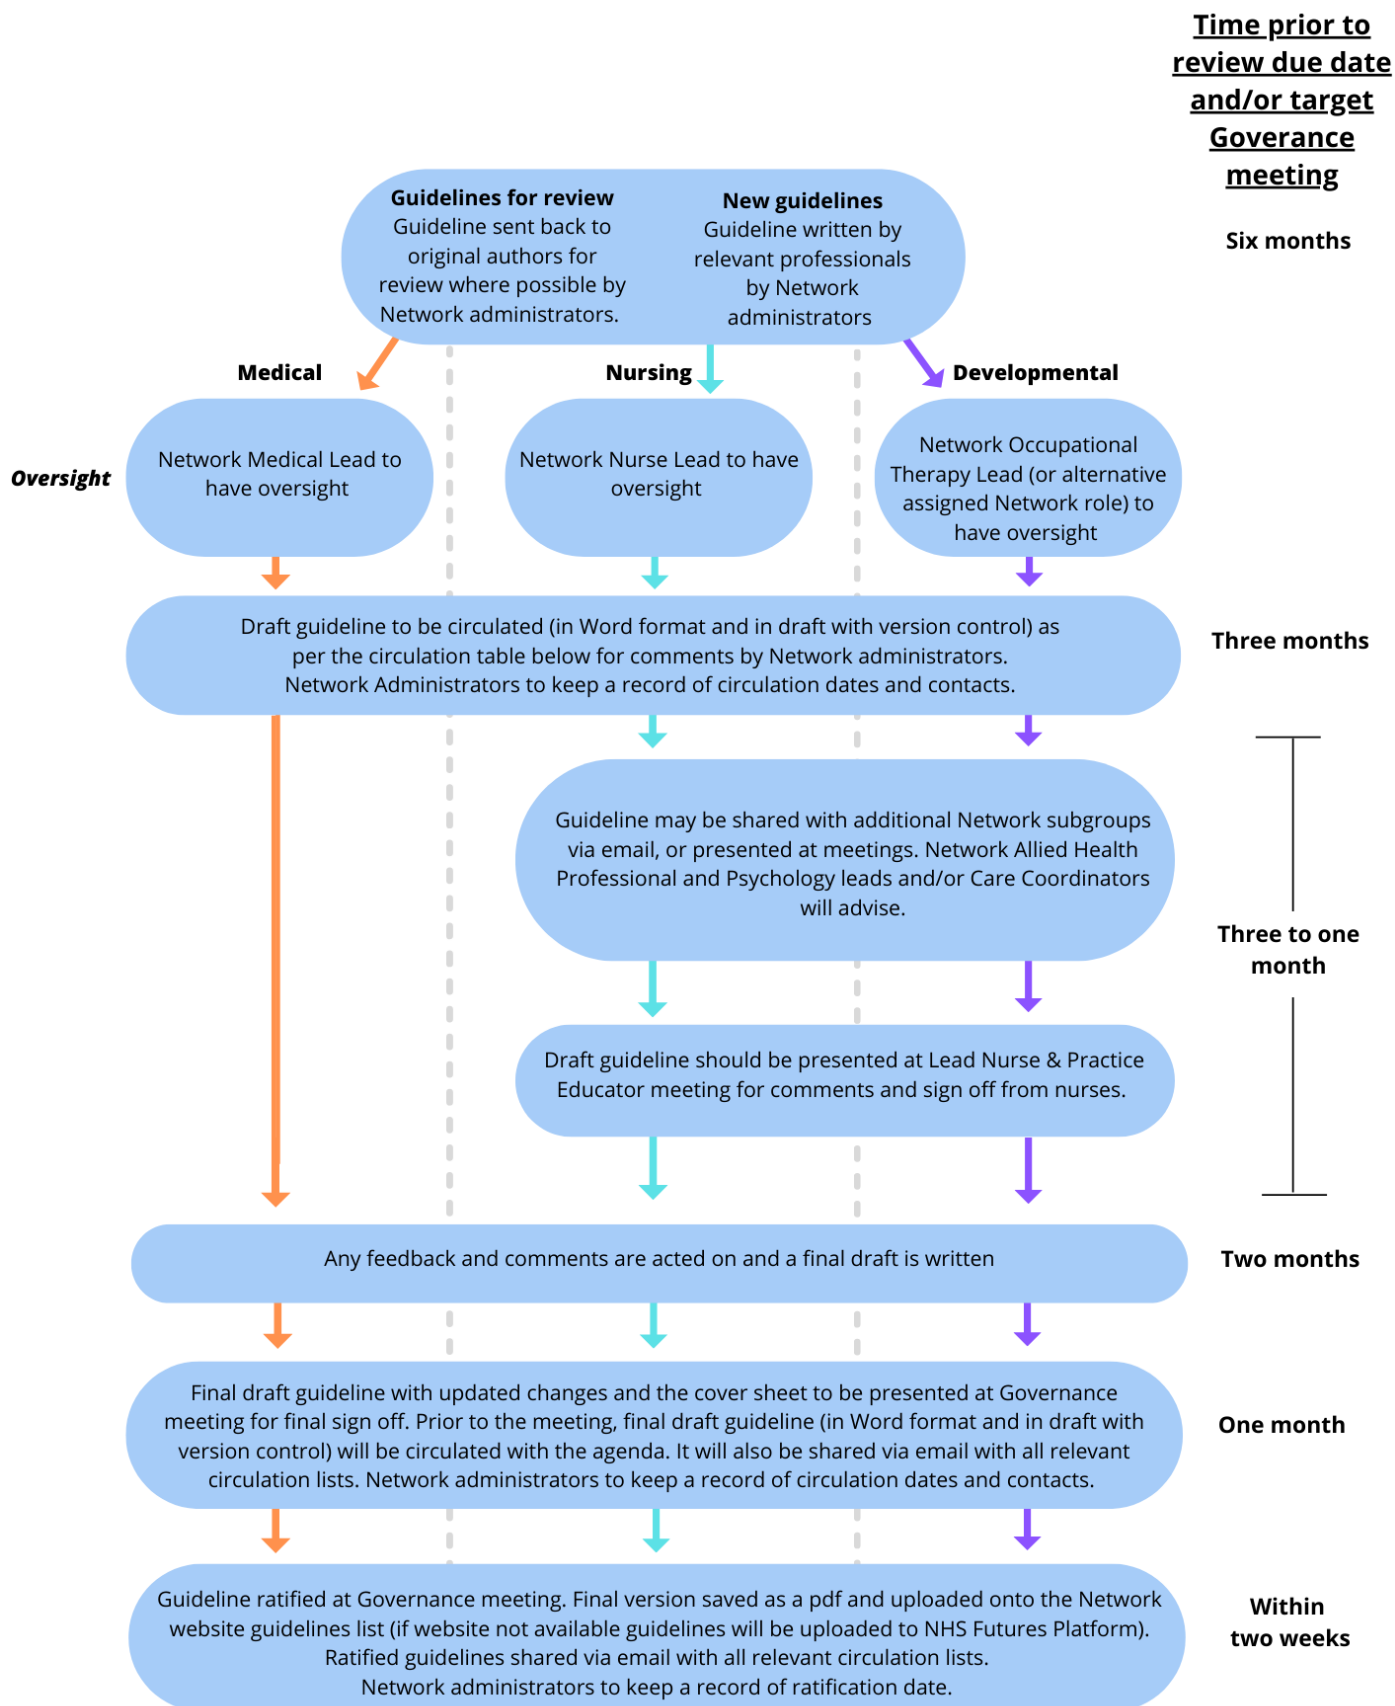 Time prior to
review due date
and/or target
Goverance
meeting
Guidelines for review
Guideline sent back to
original authors for
review where possible by
Network administrators.
New guidelines
Guideline written by
relevant professionals
by Network
administrators
Six months
Medical
Nursing
Developmental
Oversight
Network Medical Lead to
have oversight
Network Nurse Lead to have
oversight
Network Occupational
Therapy Lead (or alternative
assigned Network role) to
have oversight
Draft guideline to be circulated (in Word format and in draft with version control) as
per the circulation table below for comments by Network administrators.
Network Administrators to keep a record of circulation dates and contacts.
Three months
Guideline may be shared with additional Network subgroups
via email, or presented at meetings. Network Allied Health
Professional and Psychology leads and/or Care Coordinators
will advise.
Three to one
month
Draft guideline should be presented at Lead Nurse & Practice
Educator meeting for comments and sign off from nurses.
Any feedback and comments are acted on and a final draft is written
Two months
Final draft guideline with updated changes and the cover sheet to be presented at Governance
meeting for final sign off. Prior to the meeting, final draft guideline (in Word format and in draft with
version control) will be circulated with the agenda. It will also be shared via email with all relevant
circulation lists. Network administrators to keep a record of circulation dates and contacts.
One month
Guideline ratified at Governance meeting. Final version saved as a pdf and uploaded onto the Network
website guidelines list (if website not available guidelines will be uploaded to NHS Futures Platform).
Ratified guidelines shared via email with all relevant circulation lists.
Network administrators to keep a record of ratification date.
Within
two weeks